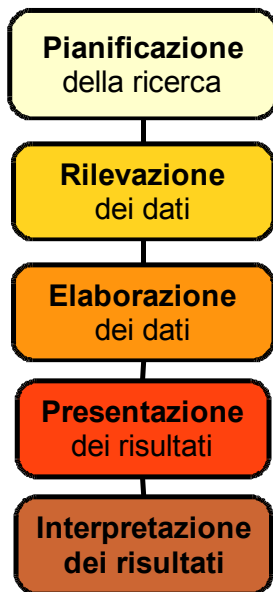 Pianificazione
della ricerca
Rilevazione
dei dati
Elaborazione
dei dati
Presentazione
dei risultati
Interpretazione
dei risultati